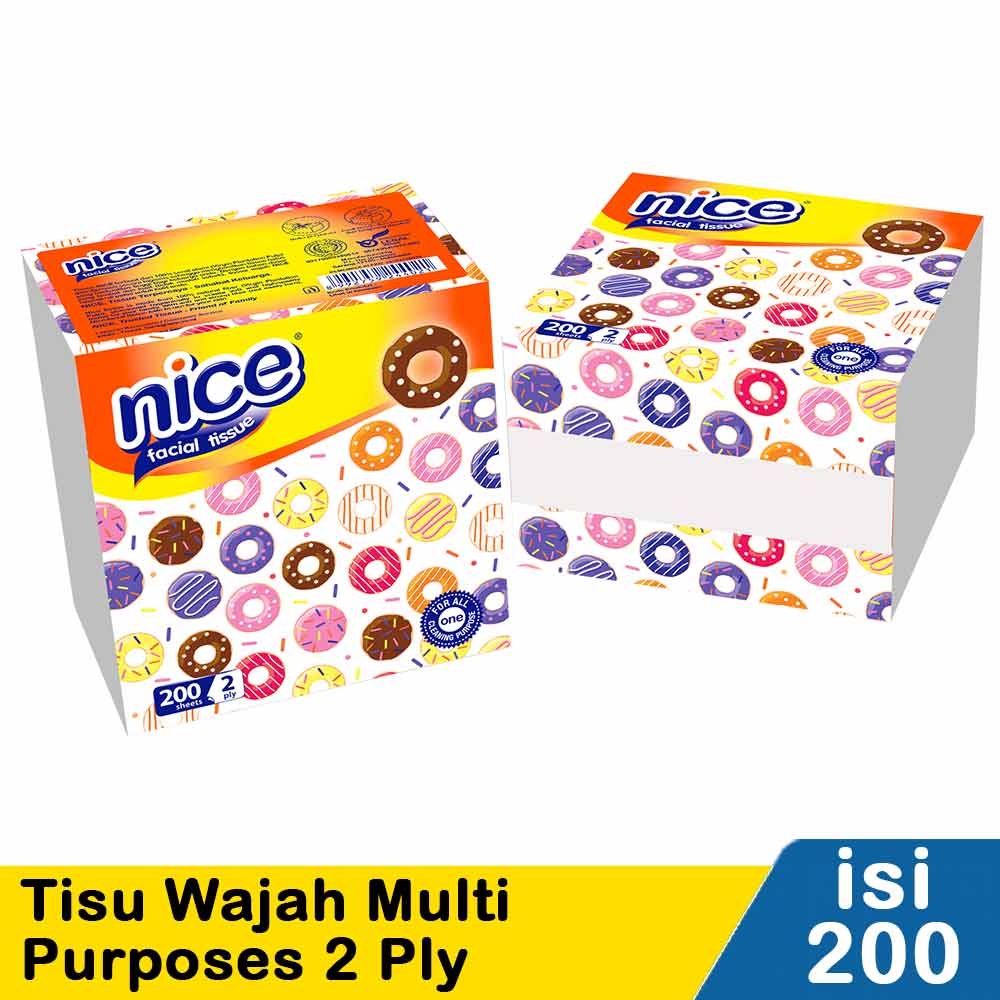 nice
facial tissue
NICE. Tisue Terpercaya - Sahabat Keluarga.
NICE. Trusted Tissue - Friend of Family
nice®
facial tissue
FOR ALL
one
CLEANING PURPOSE
200 2
sheets ply
nice®
facial tissue
200 2
sheets ply
FOR ALL
one
CLEANING PURPOSE
Tisu Wajah Multi
Purposes 2 Ply
isi
200